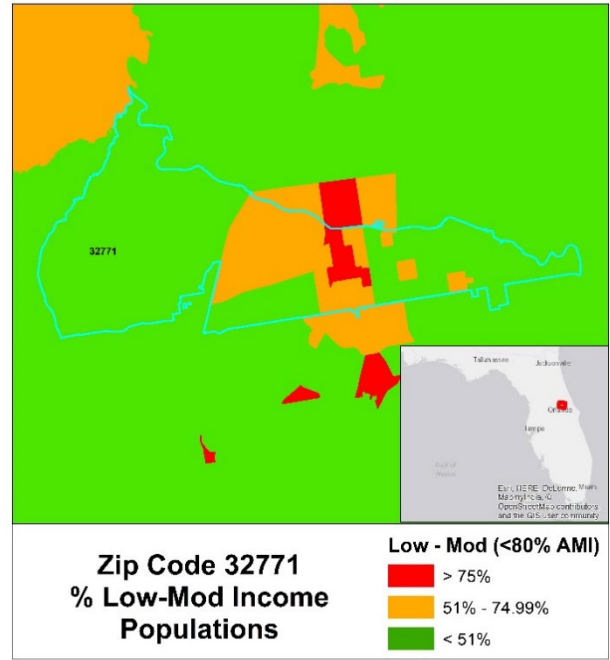 32771
Tallahassee
Jacksonville
Orlando
Tampa
Gulf of
Mexico
Miami
Esri, HERE, DeLorme,
MapmyIndia, ©
OpenStreetMap contributors,
and the GIS user community
Zip Code 32771
% Low-Mod Income
Populations
Low - Mod (<80% AMI)
> 75%
51% - 74.99%
< 51%